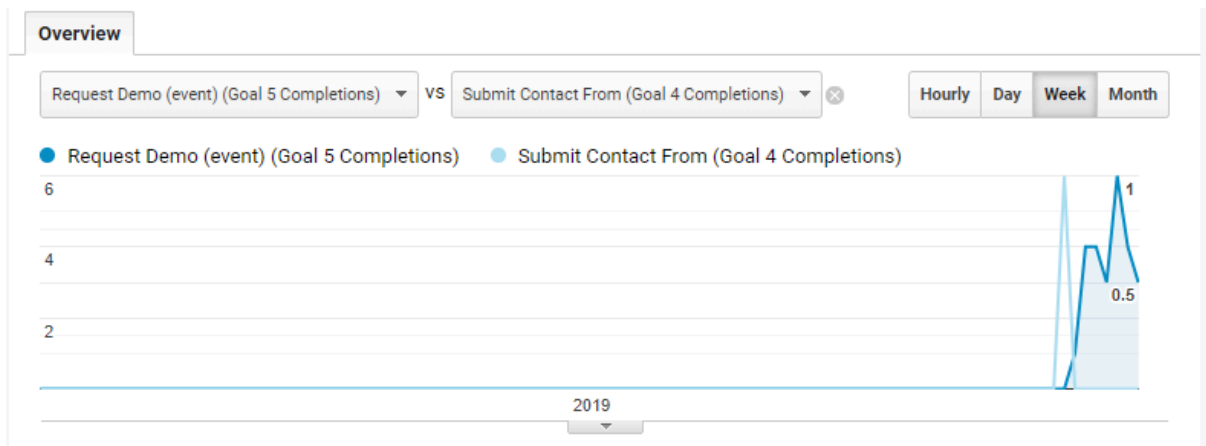 Overview
Request Demo (event) (Goal 5 Completions) VS Submit Contact From (Goal 4 Completions) Hourly Day Week Month
Request Demo (event) (Goal 5 Completions) Submit Contact From (Goal 4 Completions)
6 1
4
0.5
2
2019